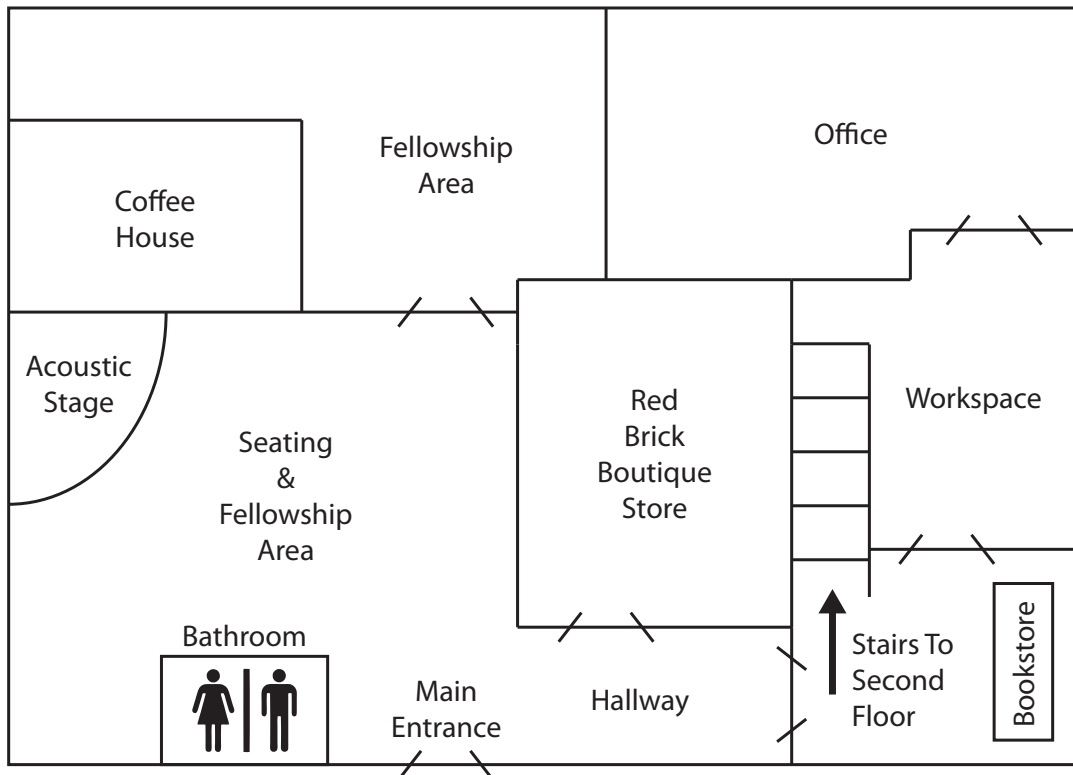 Fellowship
Area
Office
Coffee
House
Acoustic
Stage
Seating
&
Fellowship
Area
Red
Brick
Boutique
Store
Workspace
Bathroom
Main
Entrance
Hallway
Stairs To
Second
Floor
Bookstore